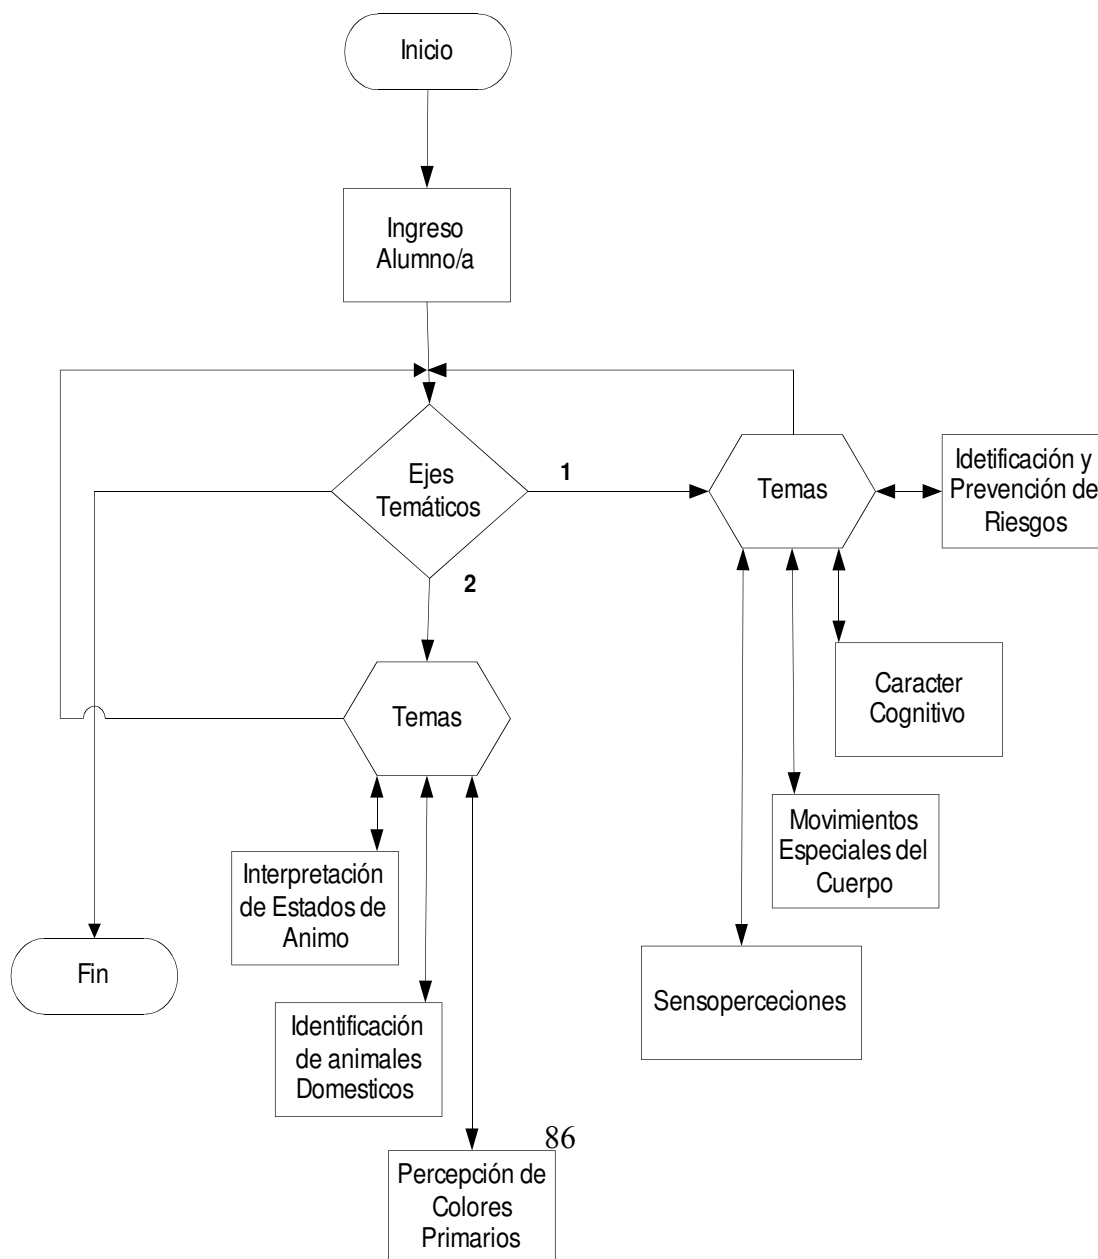 Inicio
Ingreso
Alumno/a
Ejes
Temáticos
1
2
Temas
Idetificación y
Prevención de
Riesgos
Caracter
Cognitivo
Movimientos
Especiales del
Cuerpo
Sensoperceciones
Temas
Interpretación
de Estados de
Animo
Identificación
de animales
Domesticos
Percepción de
Colores
Primarios
Fin
86